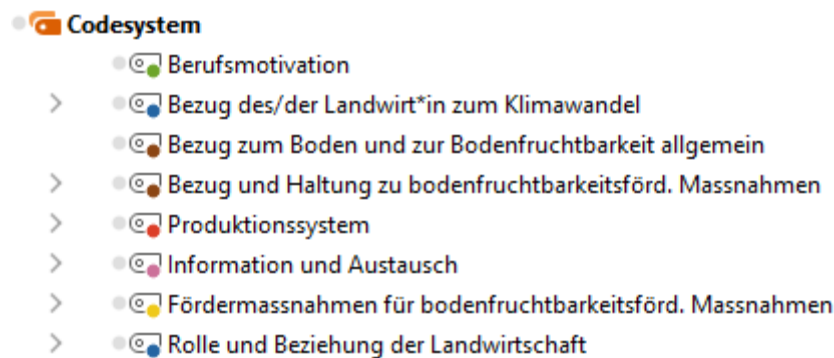 Codesystem
Berufsmotivation
Bezug des/der Landwirt*in zum Klimawandel
Bezug zum Boden und zur Bodenfruchtbarkeit allgemein
Bezug und Haltung zu bodenfruchtbarkeitsförd. Massnahmen
Produktionssystem
Information und Austausch
Fördermassnahmen für bodenfruchtbarkeitsförd. Massnahmen
Rolle und Beziehung der Landwirtschaft